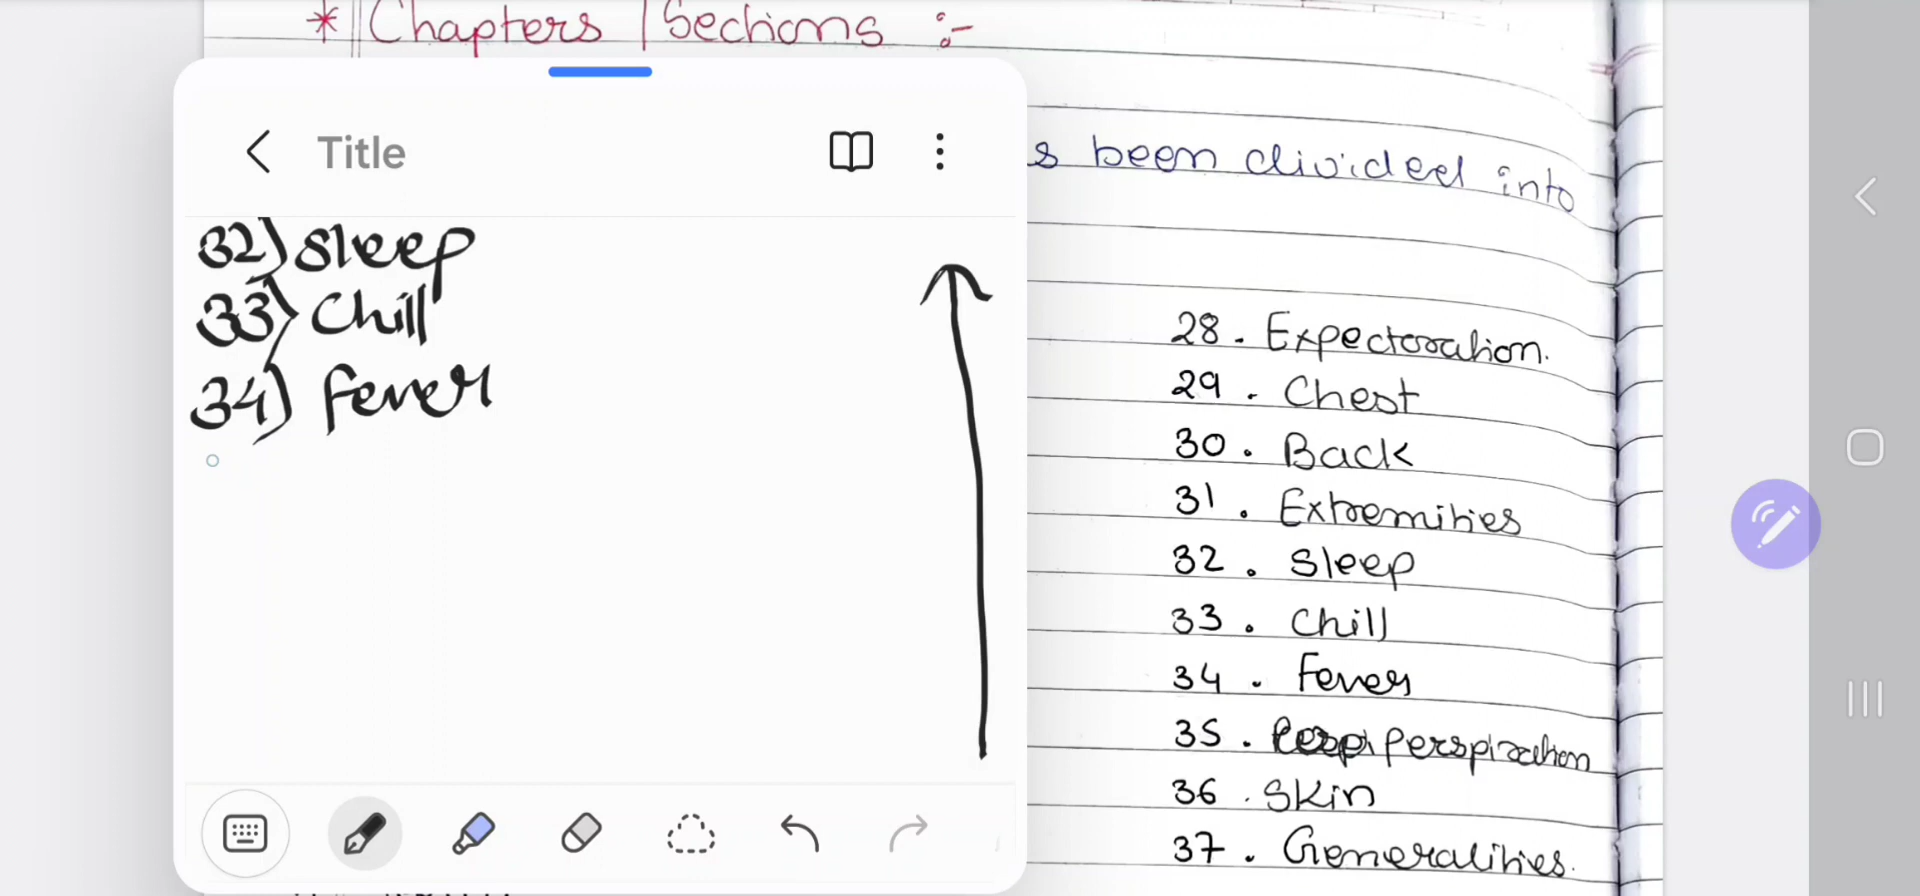 * Chapters | Sections :-
Title
s been divided into
32) Sleep
33) Chill
34) Fever
28. Expectoration.
29. Chest
30. Back
31. Extremities
32. Sleep
33. Chill
34. Fever
35. Perspiration
36. Skin
37. Generalities.